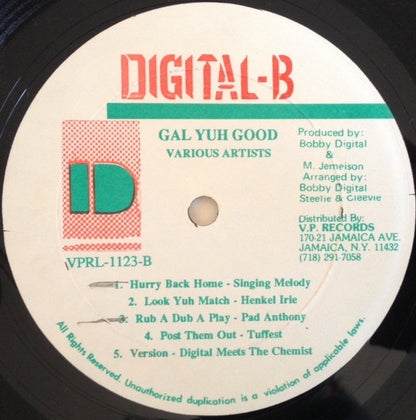 DIGITAL-B
GAL YUH GOOD
VARIOUS ARTISTS
Produced by:
Bobby Digital
&
M. Jemeison
Arranged by:
Bobby Digital
Steelie & Cleevie
Distributed By:
V.P. RECORDS
170-21 JAMAICA AVE.
JAMAICA, N.Y. 11432
(718) 291-7058
D
VPRL-1123-B
1. Hurry Back Home - Singing Melody
2. Look Yuh Match - Henkel Irie
3. Rub A Dub A Play - Pad Anthony
4. Post Them Out - Tuffest
5. Version - Digital Meets The Chemist
All Rights Reserved. Unauthorized duplication is a violation of applicable laws.